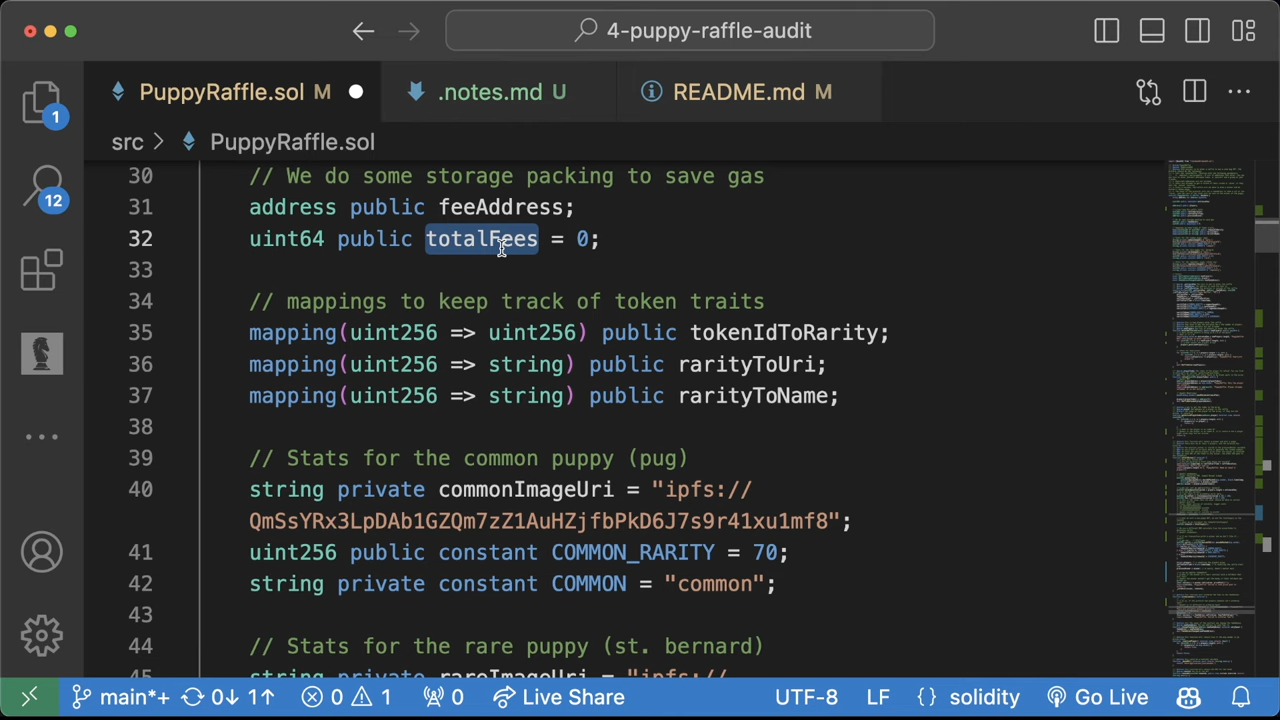 4-puppy-raffle-audit
PuppyRaffle.sol M
.notes.md U
README.md M
1
src > PuppyRaffle.sol
12
30 // We do some storage packing to save gas
31 address public feeAddress;
32 uint64 public totalFees = 0;
33
34 // mappings to keep track of token traits
35 mapping(uint256 => uint256) public tokenIdToRarity;
36 mapping(uint256 => string) public rarityToUri;
37 mapping(uint256 => string) public rarityToName;
38
39 // Stats for the common puppy (pug)
40 string private commonImageUri = "ipfs://
QmSsYRx3LpDAb1GZQm7zZ1AuHZjfbPkD6J7s9r41xu1mf8";
41 uint256 public constant COMMON_RARITY = 70;
42 string private constant COMMON = "common";
43
44 // Stats for the rare puppy (st. bernard)
45 string private rareImageUri = "ipfs://
main*+ 0↓ 1↑ 0 1 0 Live Share UTF-8 LF {} solidity Go Live